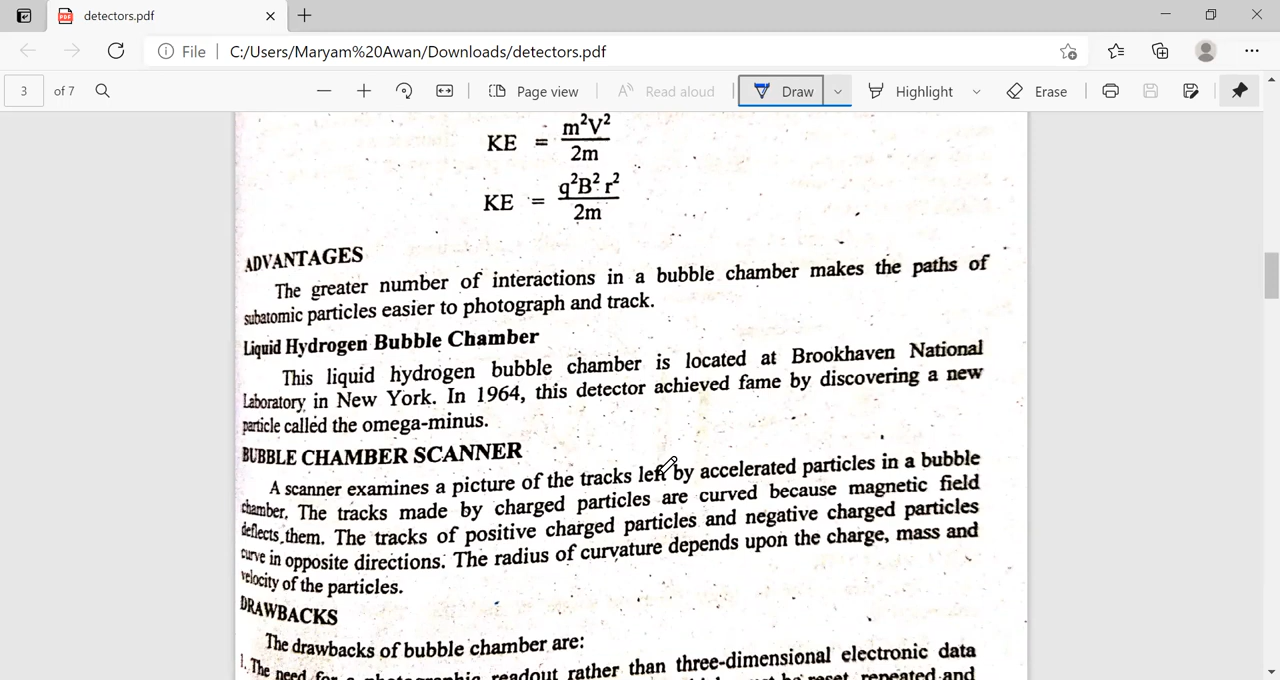 detectors.pdf
File
C:/Users/Maryam%20Awan/Downloads/detectors.pdf
3 of 7
Page view
Read aloud
Draw
Highlight
Erase
KE = m²V² / 2m
KE = q²B² r² / 2m
ADVANTAGES
The greater number of interactions in a bubble chamber makes the paths of
subatomic particles easier to photograph and track.
Liquid Hydrogen Bubble Chamber
This liquid hydrogen bubble chamber is located at Brookhaven National
Laboratory in New York. In 1964, this detector achieved fame by discovering a new
particle called the omega-minus.
BUBBLE CHAMBER SCANNER
A scanner examines a picture of the tracks left by accelerated particles in a bubble
chamber. The tracks made by charged particles are curved because magnetic field
deflects them. The tracks of positive charged particles and negative charged particles
curve in opposite directions. The radius of curvature depends upon the charge, mass and
velocity of the particles.
DRAWBACKS
The drawbacks of bubble chamber are:
1. The need for a photographic readout rather than three-dimensional electronic data
must be reset, repeated and